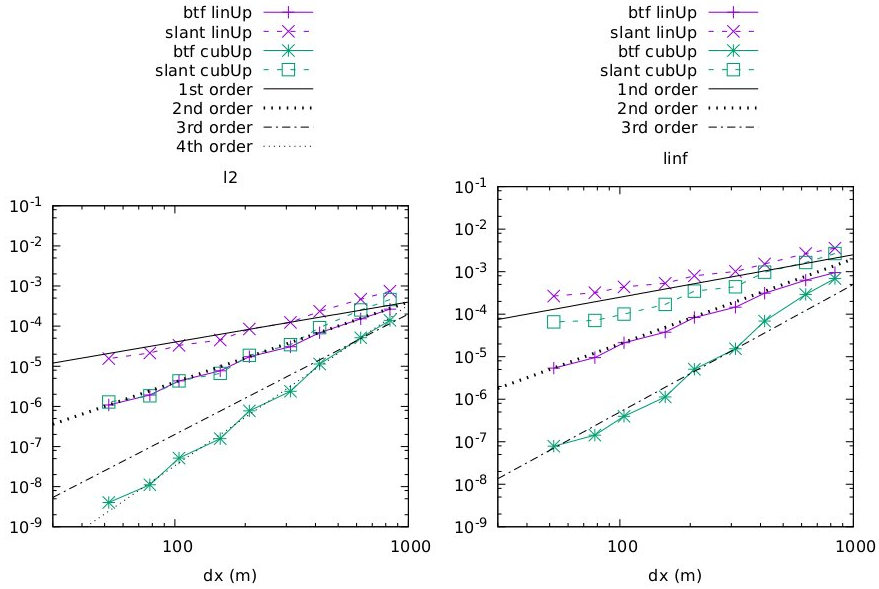 btf linUp
slant linUp
btf cubUp
slant cubUp
1st order
2nd order
3rd order
4th order
l2
10-1
10-2
10-3
10-4
10-5
10-6
10-7
10-8
10-9
100
1000
dx (m)
btf linUp
slant linUp
btf cubUp
slant cubUp
1nd order
2nd order
3rd order
linf
10-1
10-2
10-3
10-4
10-5
10-6
10-7
10-8
10-9
100
1000
dx (m)